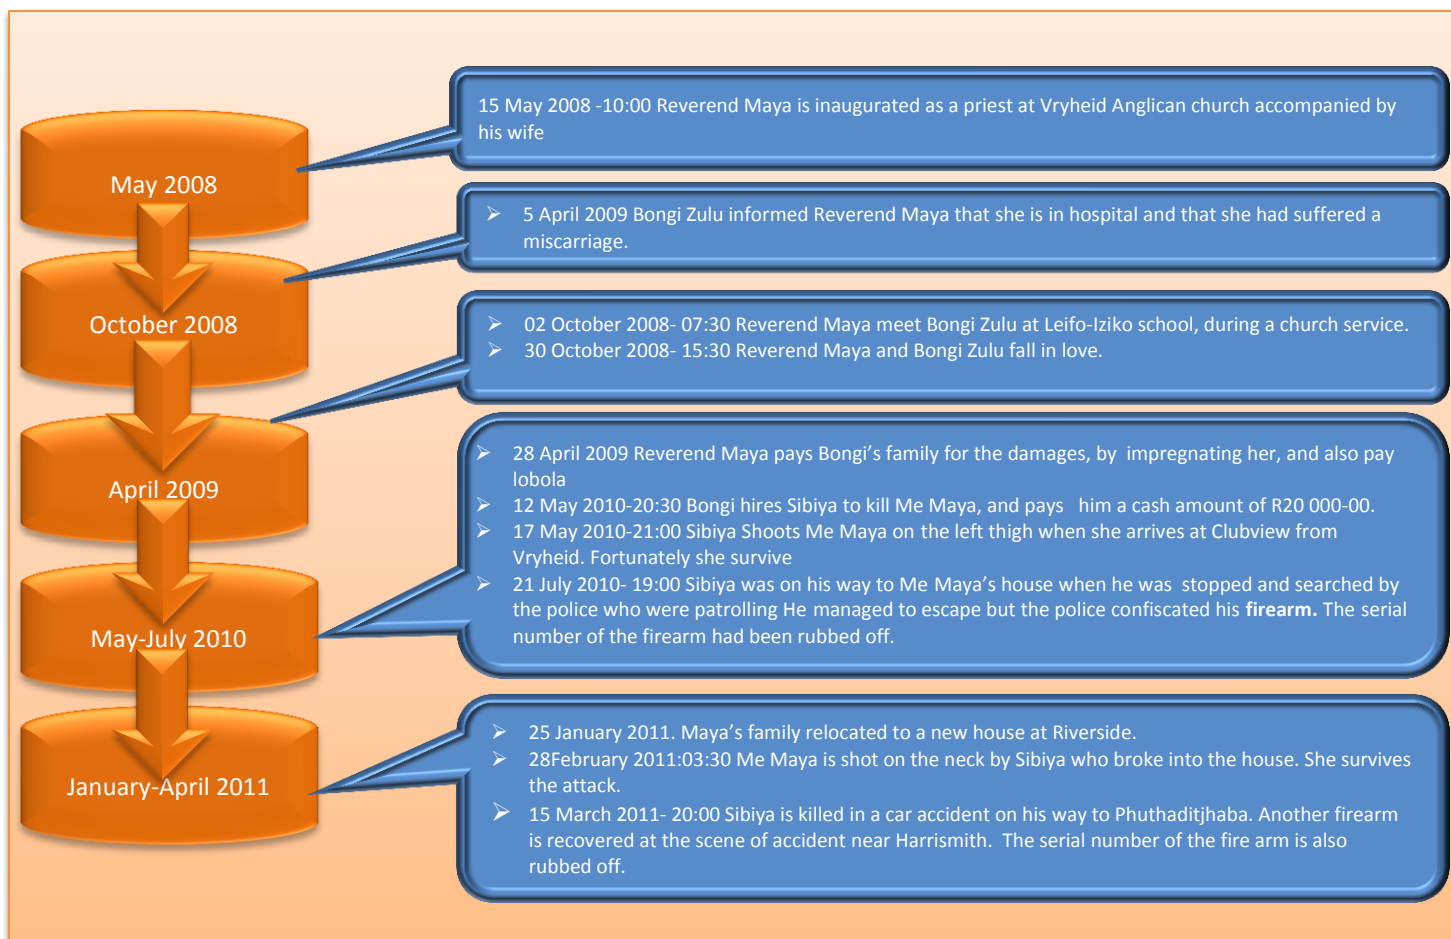 May 2008
15 May 2008 -10:00 Reverend Maya is inaugurated as a priest at Vryheid Anglican church accompanied by
his wife
October 2008
➢ 5 April 2009 Bongi Zulu informed Reverend Maya that she is in hospital and that she had suffered a
miscarriage.
April 2009
➢ 02 October 2008- 07:30 Reverend Maya meet Bongi Zulu at Leifo-Iziko school, during a church service.
➢ 30 October 2008- 15:30 Reverend Maya and Bongi Zulu fall in love.
May-July 2010
➢ 28 April 2009 Reverend Maya pays Bongi’s family for the damages, by impregnating her, and also pay
lobola
➢ 12 May 2010-20:30 Bongi hires Sibiya to kill Me Maya, and pays him a cash amount of R20 000-00.
➢ 17 May 2010-21:00 Sibiya Shoots Me Maya on the left thigh when she arrives at Clubview from
Vryheid. Fortunately she survive
➢ 21 July 2010- 19:00 Sibiya was on his way to Me Maya’s house when he was stopped and searched by
the police who were patrolling He managed to escape but the police confiscated his firearm. The serial
number of the firearm had been rubbed off.
January-April 2011
➢ 25 January 2011. Maya’s family relocated to a new house at Riverside.
➢ 28February 2011:03:30 Me Maya is shot on the neck by Sibiya who broke into the house. She survives
the attack.
➢ 15 March 2011- 20:00 Sibiya is killed in a car accident on his way to Phuthaditjhaba. Another firearm
is recovered at the scene of accident near Harrismith. The serial number of the fire arm is also
rubbed off.